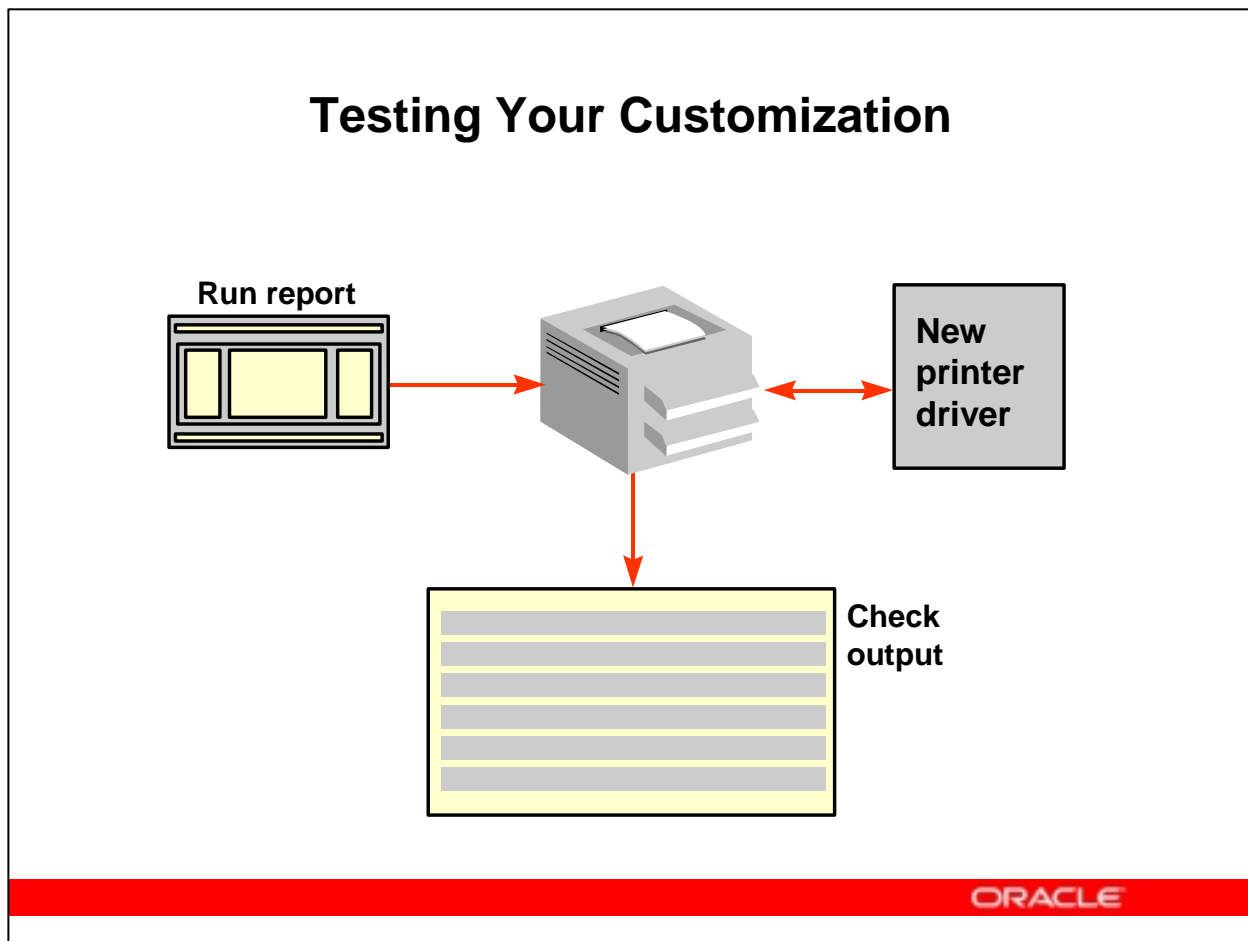 Testing Your Customization
Run report
New
printer
driver
Check
output
ORACLE